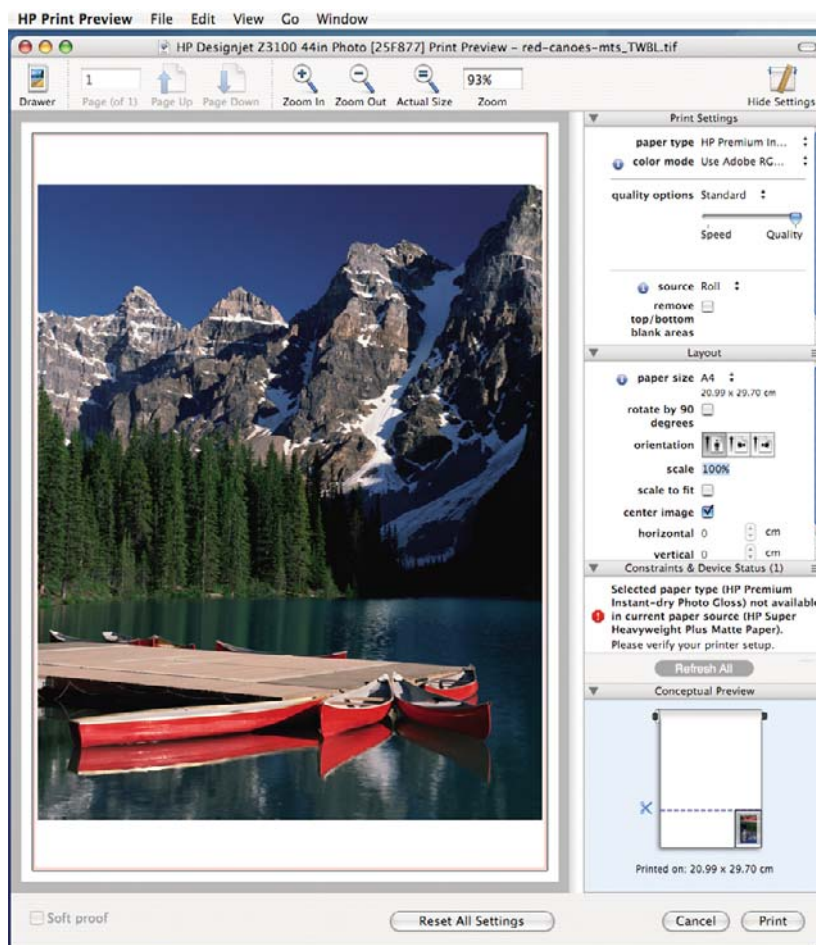 HP Print Preview File Edit View Go Window
HP Designjet Z3100 44in Photo [25F877] Print Preview – red-canoes-mts_TWBL.tif
1
93%
Drawer Page (of 1) Page Up Page Down Zoom In Zoom Out Actual Size Zoom Hide Settings
Print Settings
paper type HP Premium In...
color mode Use Adobe RG...
quality options Standard
Speed Quality
source Roll
remove
top/bottom
blank areas
Layout
paper size A4
20.99 x 29.70 cm
rotate by 90
degrees
orientation
scale 100%
scale to fit
center image
horizontal 0 cm
vertical 0 cm
Constraints & Device Status (1)
Selected paper type (HP Premium
Instant-dry Photo Gloss) not available
in current paper source (HP Super
Heavyweight Plus Matte Paper).
Please verify your printer setup.
Refresh All
Conceptual Preview
Printed on: 20.99 x 29.70 cm
Soft proof Reset All Settings Cancel Print